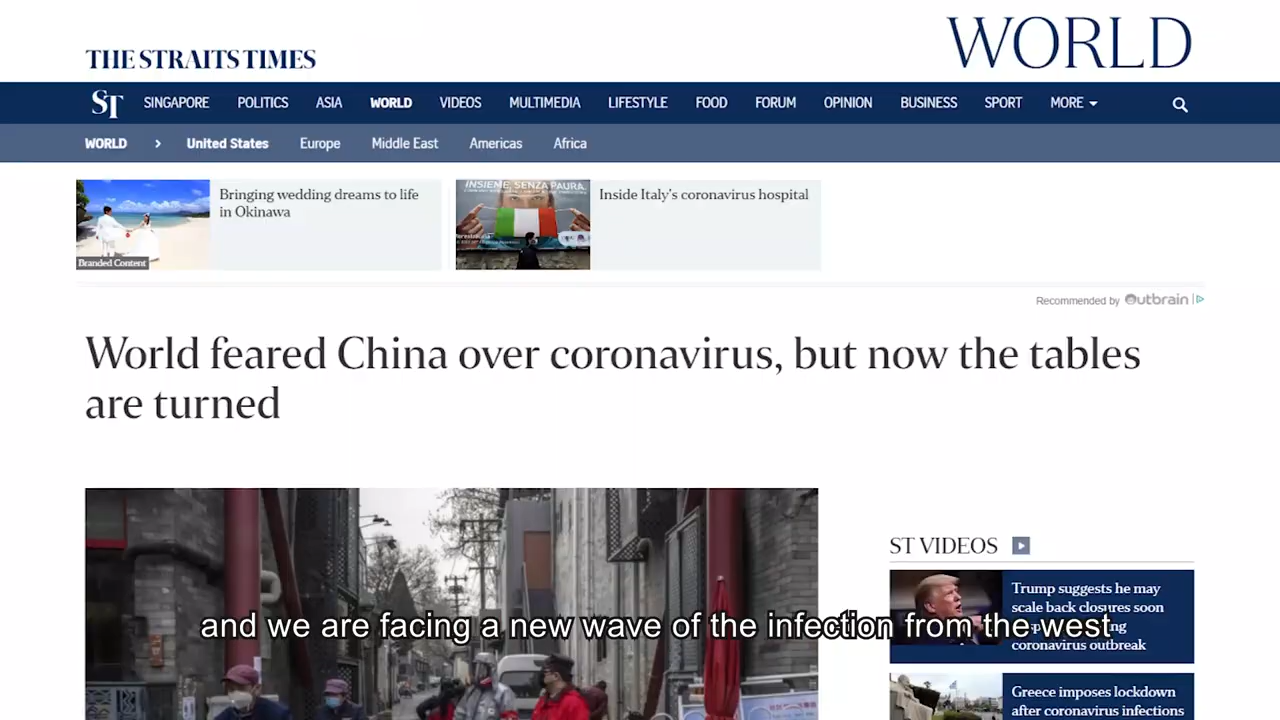 THE STRAITS TIMES
WORLD
ST SINGAPORE POLITICS ASIA WORLD VIDEOS MULTIMEDIA LIFESTYLE FOOD FORUM OPINION BUSINESS SPORT MORE
WORLD > United States Europe Middle East Americas Africa
Bringing wedding dreams to life
in Okinawa
Branded Content
INSIEME, SENZA PAURA.
Inside Italy's coronavirus hospital
Recommended by Outbrain
World feared China over coronavirus, but now the tables
are turned
ST VIDEOS
Trump suggests he may
scale back closures soon
coronavirus outbreak
and we are facing a new wave of the infection from the west
Greece imposes lockdown
after coronavirus infections